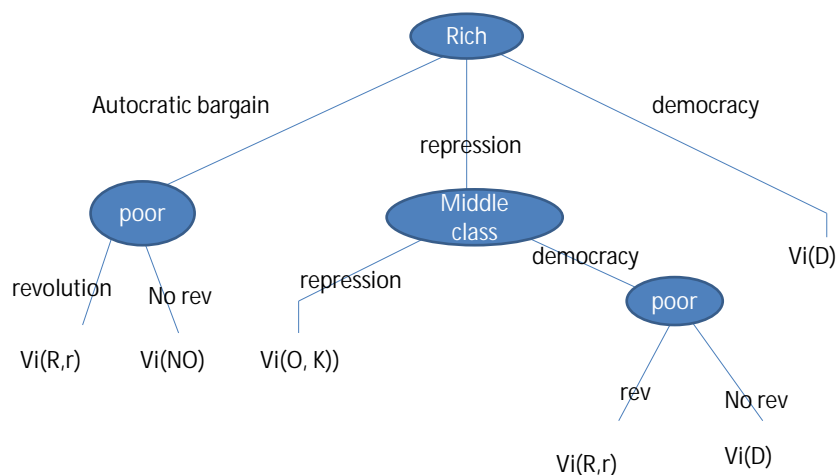 Rich
Autocratic bargain
democracy
repression
poor
Middle
class
repression
democracy
Vi(D)
revolution
No rev
poor
Vi(R,r)
Vi(NO)
Vi(O, K))
rev
No rev
Vi(R,r)
Vi(D)